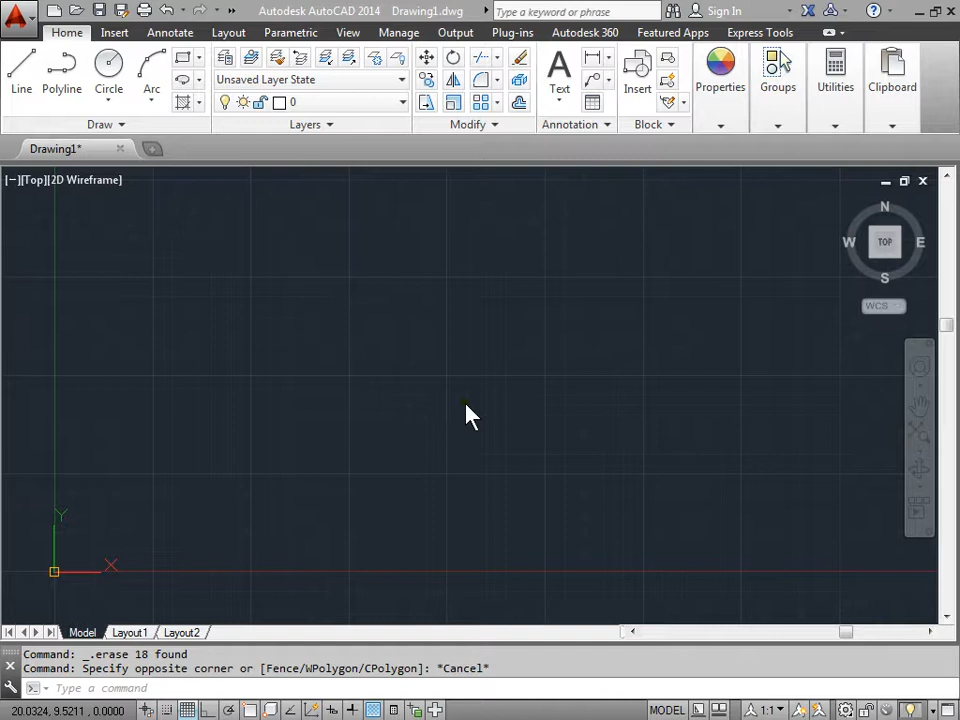 Autodesk AutoCAD 2014 Drawing1.dwg
Type a keyword or phrase
Sign In
Home Insert Annotate Layout Parametric View Manage Output Plug-ins Autodesk 360 Featured Apps Express Tools
Unsaved Layer State
Line Polyline Circle Arc
0
Text Insert Properties Groups Utilities Clipboard
Draw Layers Modify Annotation Block
Drawing1*
[−][Top][2D Wireframe]
N
W TOP E
S
WCS
Y
X
Model Layout1 Layout2
Command: _.erase 18 found
Command: Specify opposite corner or [Fence/WPolygon/CPolygon]: *Cancel*
Type a command
20.0324, 9.5211, 0.0000 MODEL 1:1